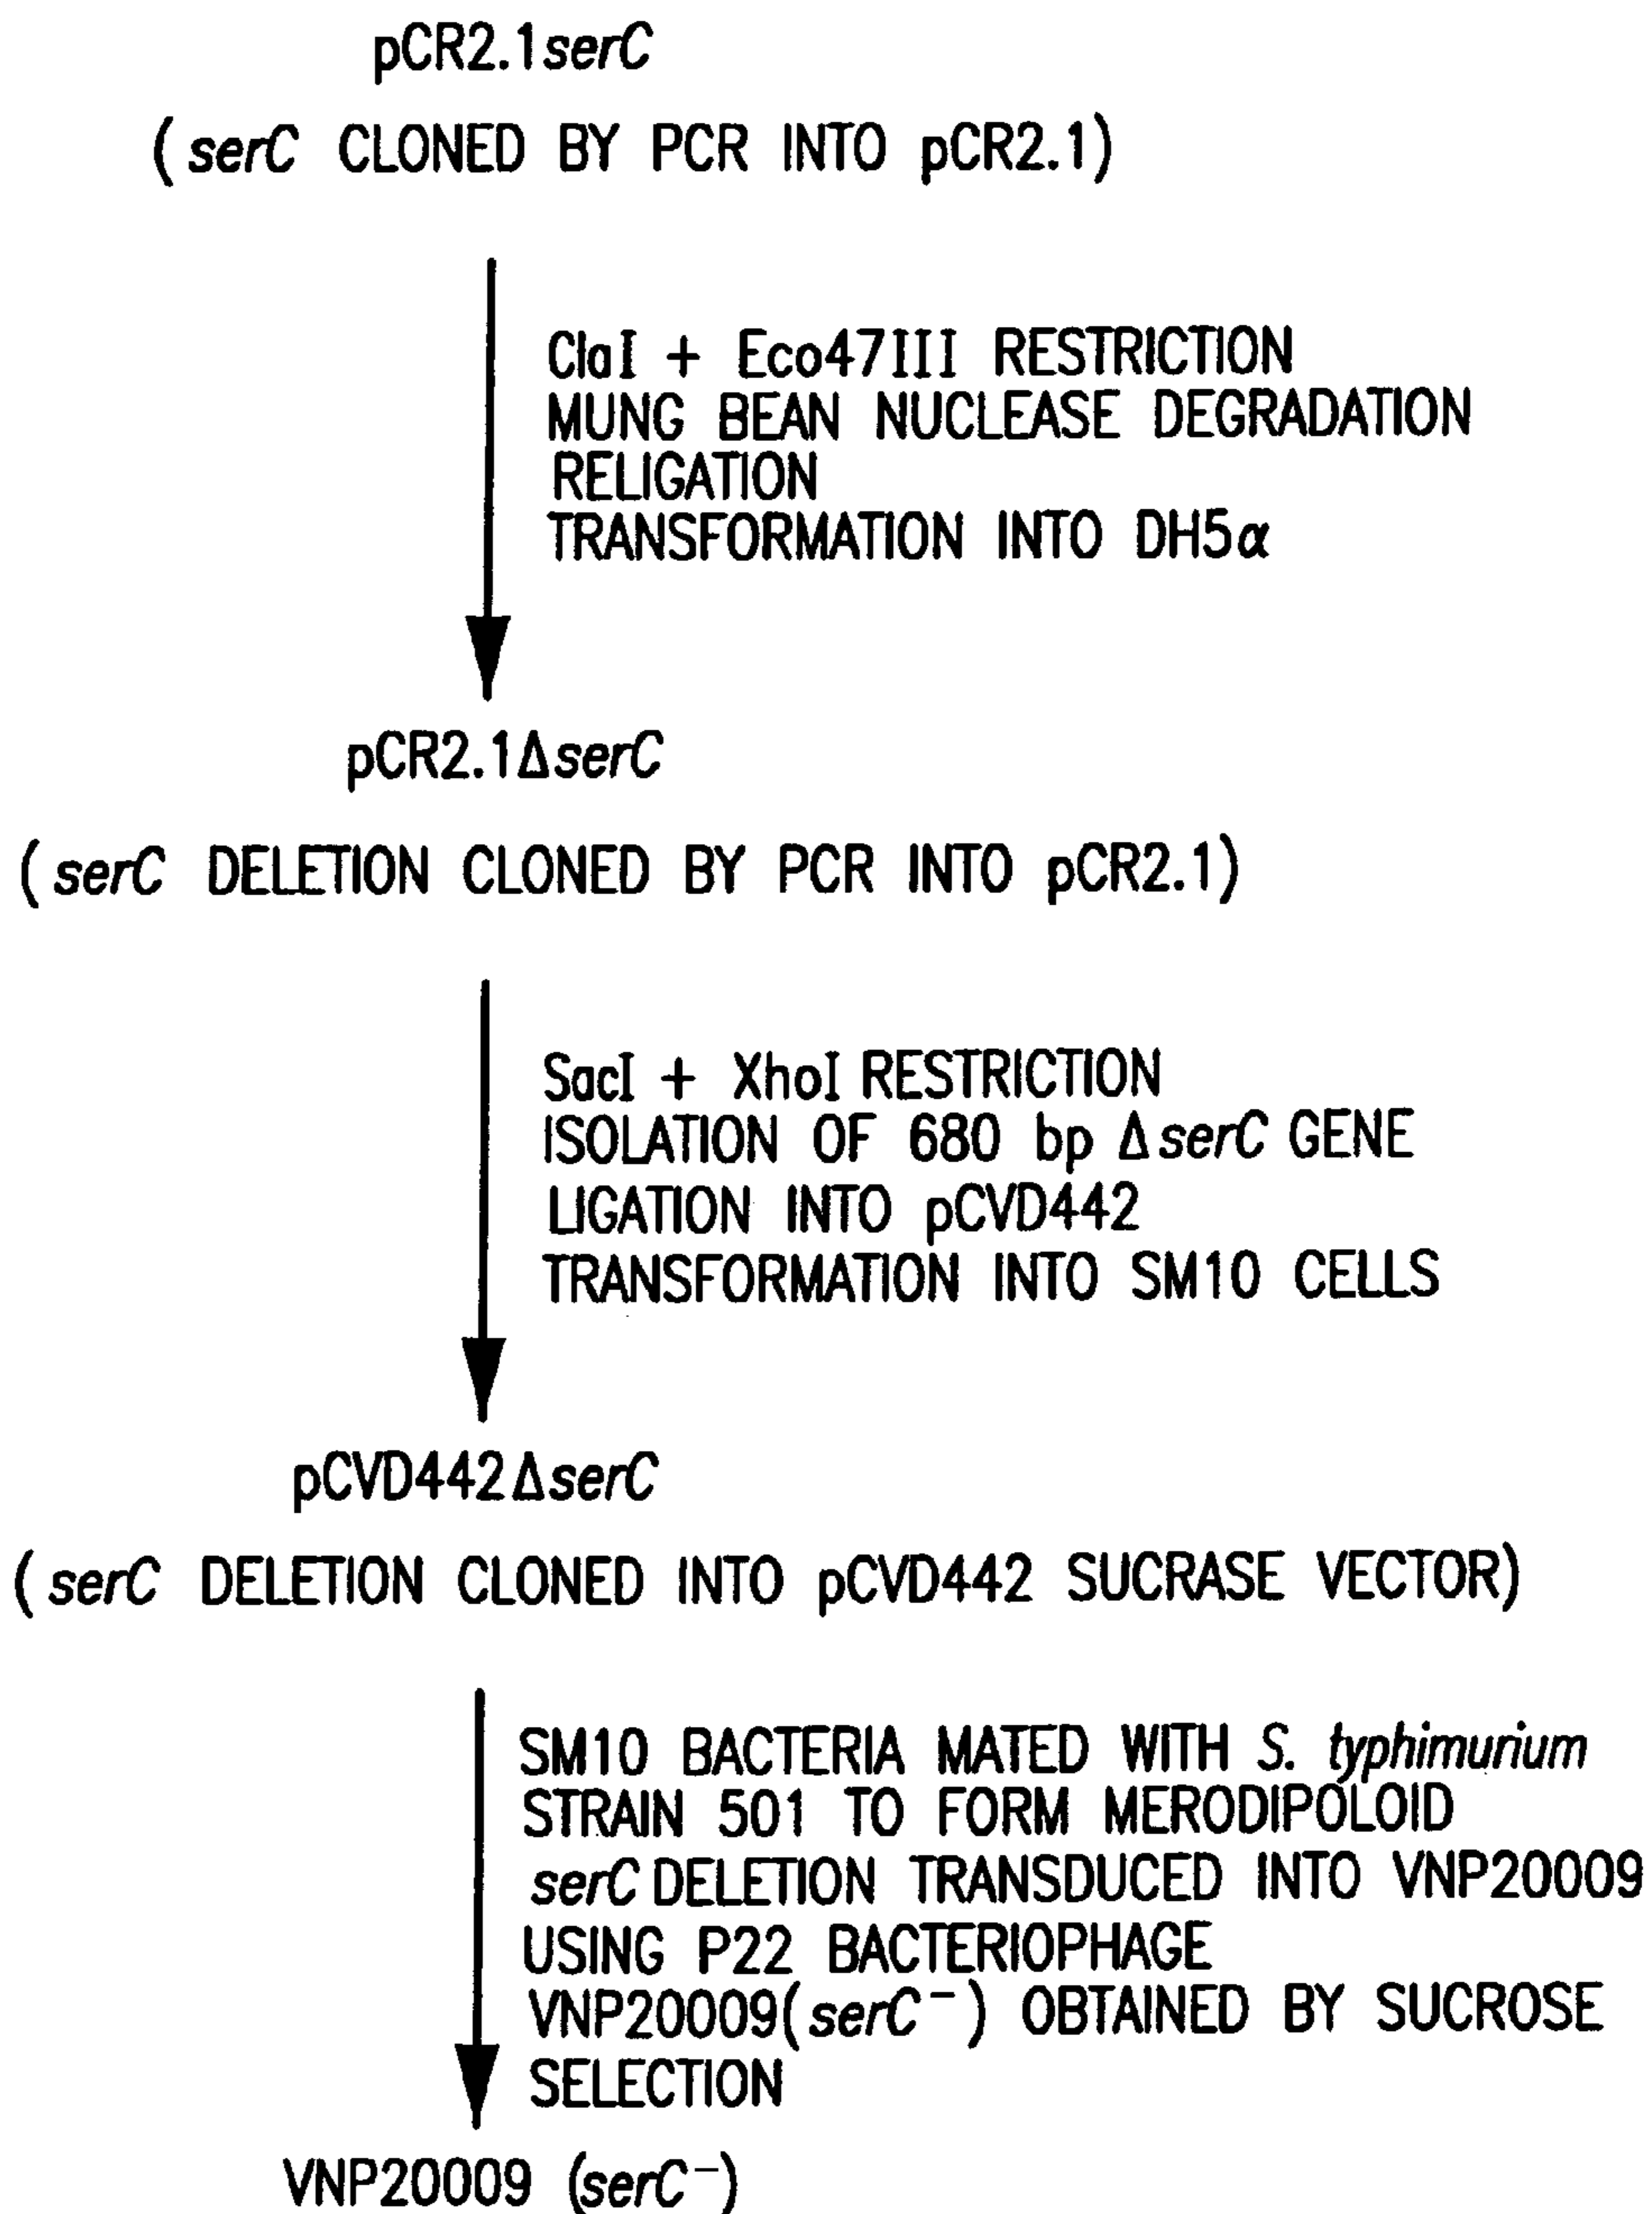 pCR2.1serC
(serC CLONED BY PCR INTO pCR2.1)
ClaI + Eco47III RESTRICTION
MUNG BEAN NUCLEASE DEGRADATION
RELIGATION
TRANSFORMATION INTO DH5α
pCR2.1ΔserC
(serC DELETION CLONED BY PCR INTO pCR2.1)
SacI + XhoI RESTRICTION
ISOLATION OF 680 bp ΔserC GENE
LIGATION INTO pCVD442
TRANSFORMATION INTO SM10 CELLS
pCVD442ΔserC
(serC DELETION CLONED INTO pCVD442 SUCRASE VECTOR)
SM10 BACTERIA MATED WITH S. typhimurium
STRAIN 501 TO FORM MERODIPOLOID
serC DELETION TRANSDUCED INTO VNP20009
USING P22 BACTERIOPHAGE
VNP20009(serC⁻) OBTAINED BY SUCROSE
SELECTION
VNP20009 (serC⁻)